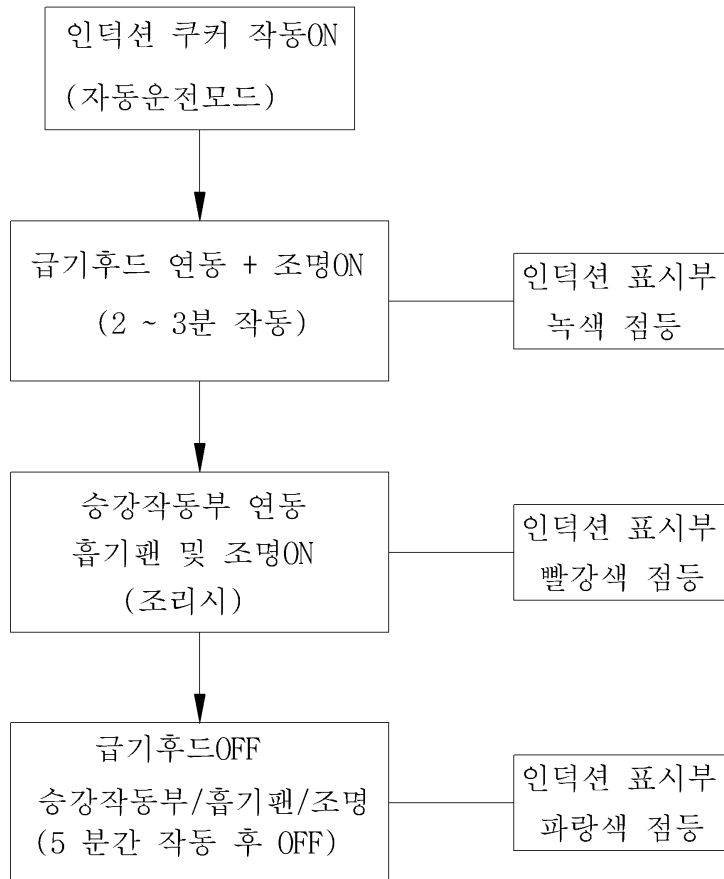 인덕션 쿠커 작동ON
(자동운전모드)
급기후드 연동 + 조명ON
(2 ~ 3분 작동)
인덕션 표시부
녹색 점등
승강작동부 연동
흡기팬 및 조명ON
(조리시)
인덕션 표시부
빨강색 점등
급기후드OFF
승강작동부/흡기팬/조명
(5 분간 작동 후 OFF)
인덕션 표시부
파랑색 점등